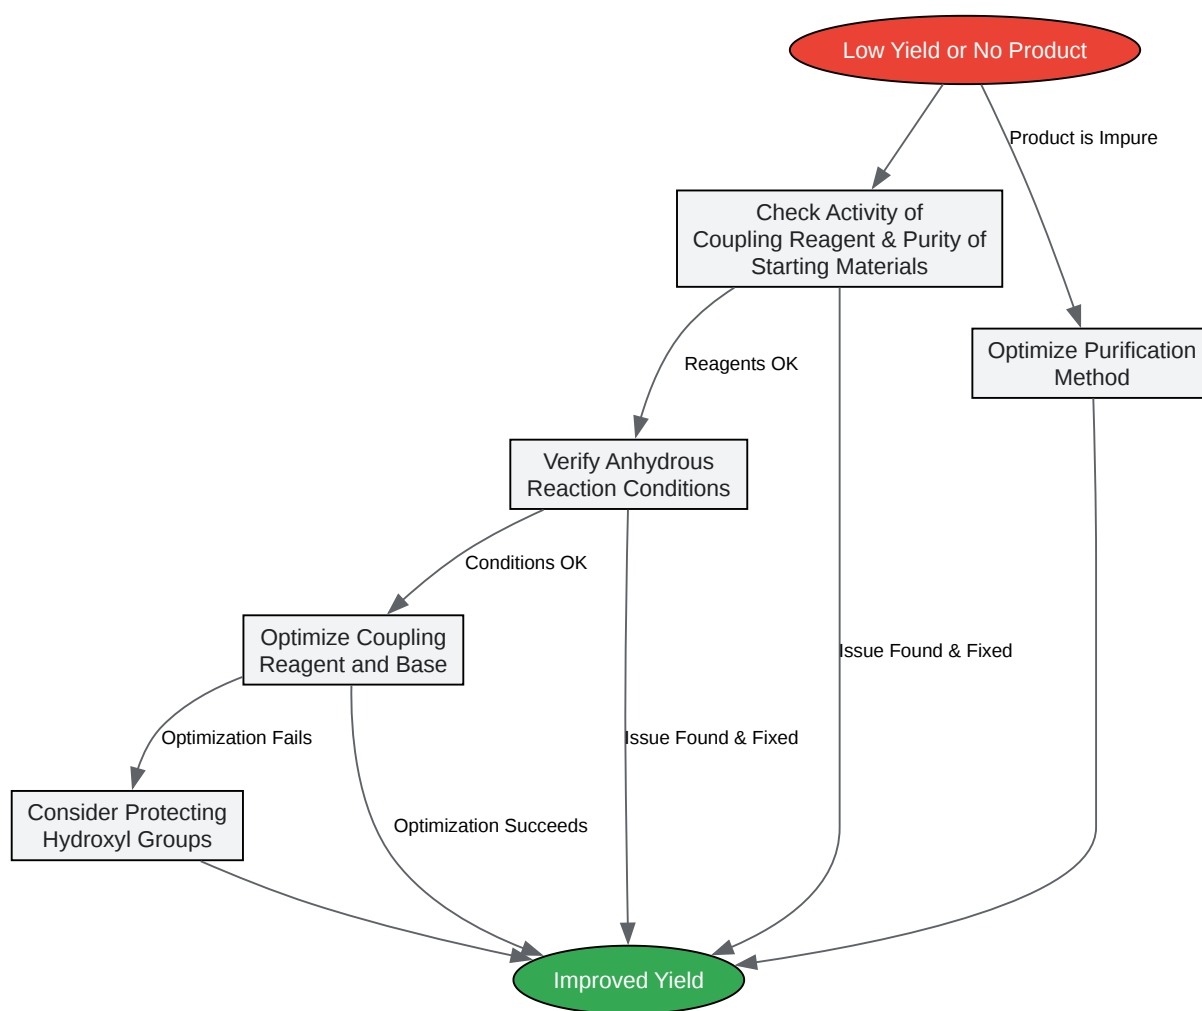 Low Yield or No Product
Product is Impure
Check Activity of
Coupling Reagent & Purity of
Starting Materials
Optimize Purification
Method
Reagents OK
Verify Anhydrous
Reaction Conditions
Conditions OK
Optimize Coupling
Reagent and Base
Issue Found & Fixed
Optimization Fails
Issue Found & Fixed
Consider Protecting
Hydroxyl Groups
Optimization Succeeds
Improved Yield